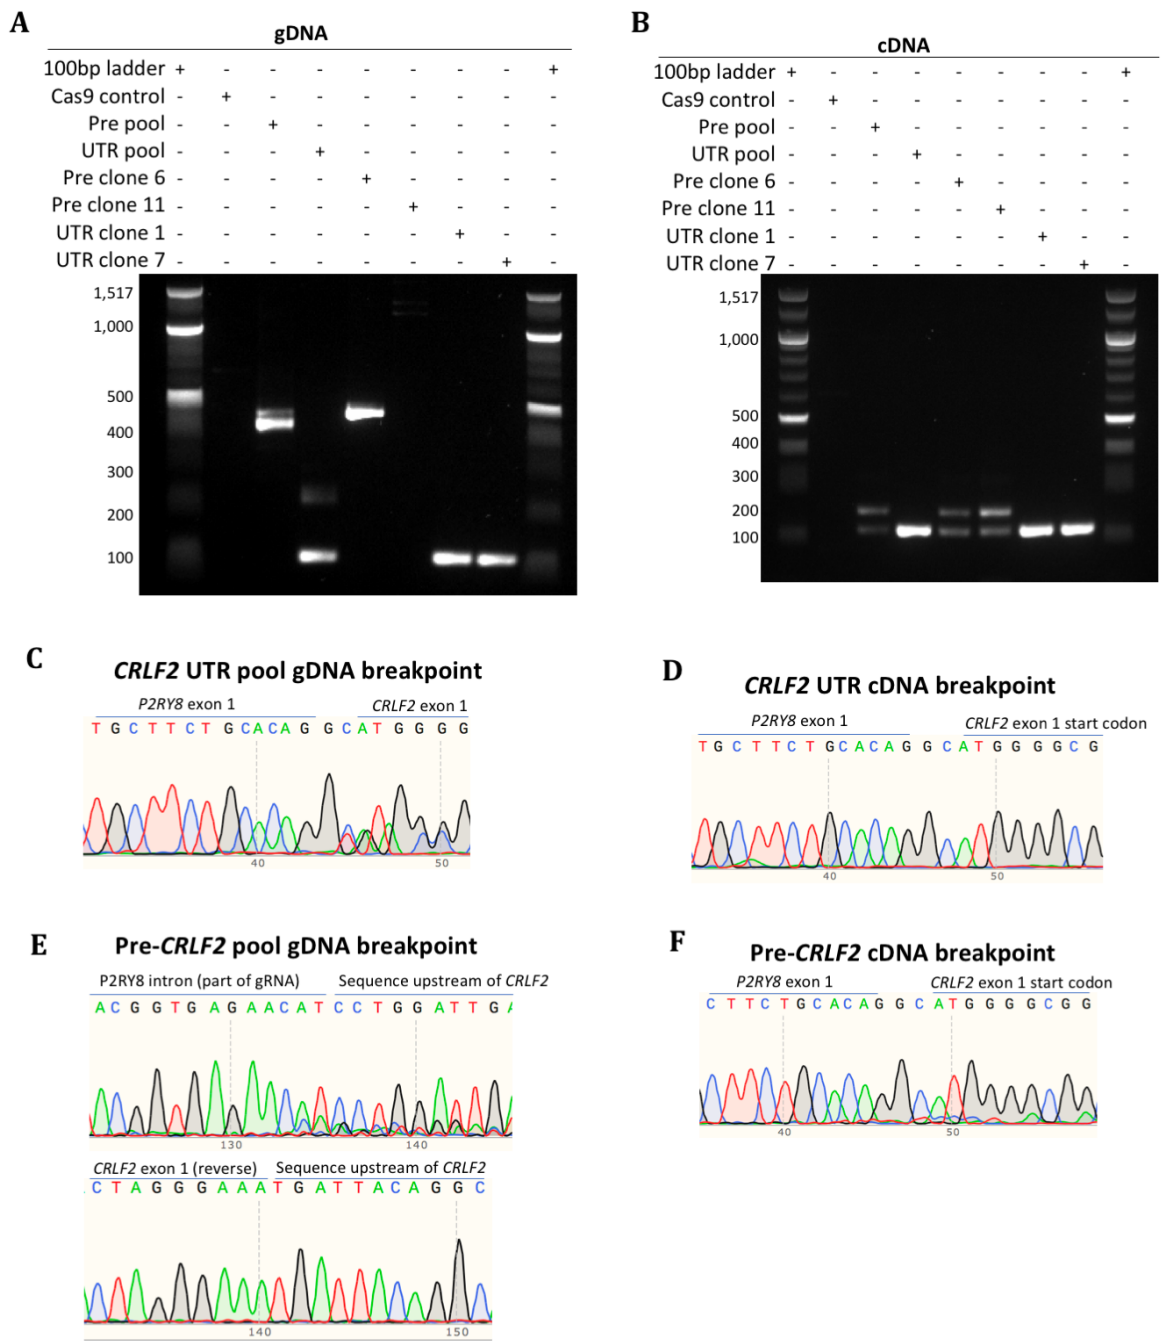 A
gDNA
100bp ladder + - - - - - - - +
Cas9 control - + - - - - - - -
Pre pool - - + - - - - - -
UTR pool - - - + - - - - -
Pre clone 6 - - - - + - - - -
Pre clone 11 - - - - - + - - -
UTR clone 1 - - - - - - + - -
UTR clone 7 - - - - - - - + -
1,517
1,000
500
400
300
200
100
B
cDNA
100bp ladder + - - - - - - - +
Cas9 control - + - - - - - - -
Pre pool - - + - - - - - -
UTR pool - - - + - - - - -
Pre clone 6 - - - - + - - - -
Pre clone 11 - - - - - + - - -
UTR clone 1 - - - - - - + - -
UTR clone 7 - - - - - - - + -
1,517
1,000
500
400
300
200
100
C
CRLF2 UTR pool gDNA breakpoint
P2RY8 exon 1 CRLF2 exon 1
T G C T T C T G C A C A G G C A T G G G G
40 50
D
CRLF2 UTR cDNA breakpoint
P2RY8 exon 1 CRLF2 exon 1 start codon
T G C T T C T G C A C A G G C A T G G G G C G
40 50
E
Pre-CRLF2 pool gDNA breakpoint
P2RY8 intron (part of gRNA) Sequence upstream of CRLF2
A C G G T G A G A A C A T C C T G G A T T G A
130 140
CRLF2 exon 1 (reverse) Sequence upstream of CRLF2
C T A G G G A A A T G A T T A C A G G C
140 150
F
Pre-CRLF2 cDNA breakpoint
P2RY8 exon 1 CRLF2 exon 1 start codon
C T T C T G C A C A G G C A T G G G G C G G
40 50